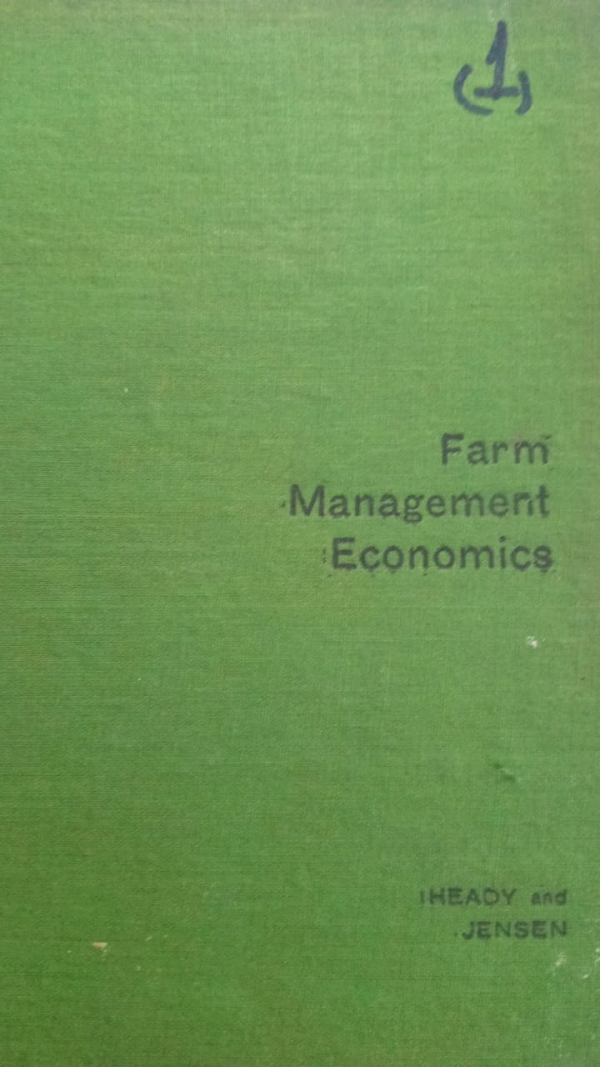 (1)
Farm
Management
Economics
HEADY and
JENSEN